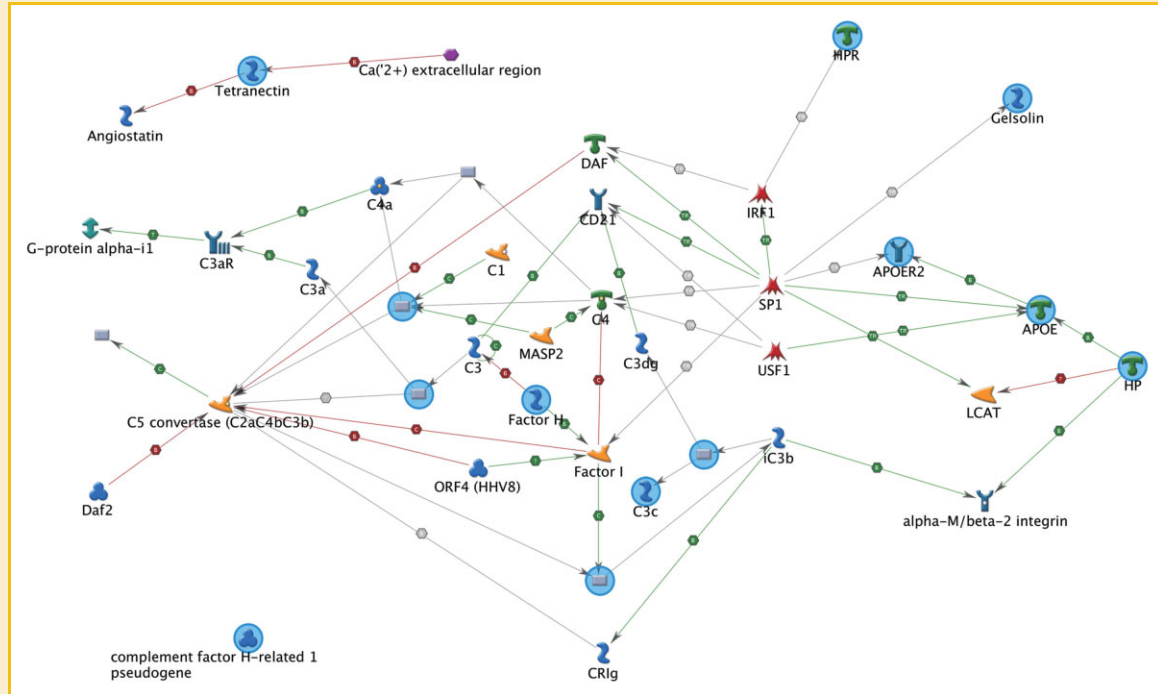 HPR
Ca('2+) extracellular region
Tetranectin
Gelsolin
Angiostatin
DAF
IRF1
C4a
CD21
G-protein alpha-i1
C3aR
C1
APOER2
C3a
SP1
C4
APOE
MASP2
C3
C3dg
USF1
HP
LCAT
Factor H
C5 convertase (C2aC4bC3b)
iC3b
Factor I
ORF4 (HHV8)
Daf2
C3c
alpha-M/beta-2 integrin
complement factor H-related 1
pseudogene
CRIg